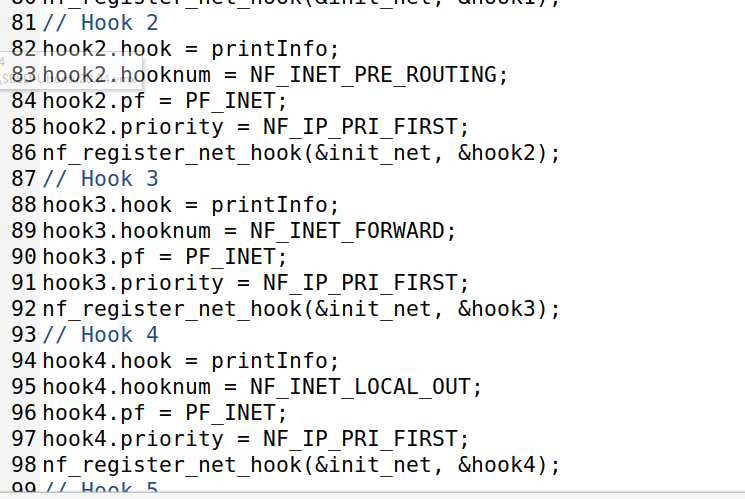 80 nf_register_net_hook(&init_net, &hook1);
81 // Hook 2
82 hook2.hook = printInfo;
83 hook2.hooknum = NF_INET_PRE_ROUTING;
84 hook2.pf = PF_INET;
85 hook2.priority = NF_IP_PRI_FIRST;
86 nf_register_net_hook(&init_net, &hook2);
87 // Hook 3
88 hook3.hook = printInfo;
89 hook3.hooknum = NF_INET_FORWARD;
90 hook3.pf = PF_INET;
91 hook3.priority = NF_IP_PRI_FIRST;
92 nf_register_net_hook(&init_net, &hook3);
93 // Hook 4
94 hook4.hook = printInfo;
95 hook4.hooknum = NF_INET_LOCAL_OUT;
96 hook4.pf = PF_INET;
97 hook4.priority = NF_IP_PRI_FIRST;
98 nf_register_net_hook(&init_net, &hook4);
99 // Hook 5